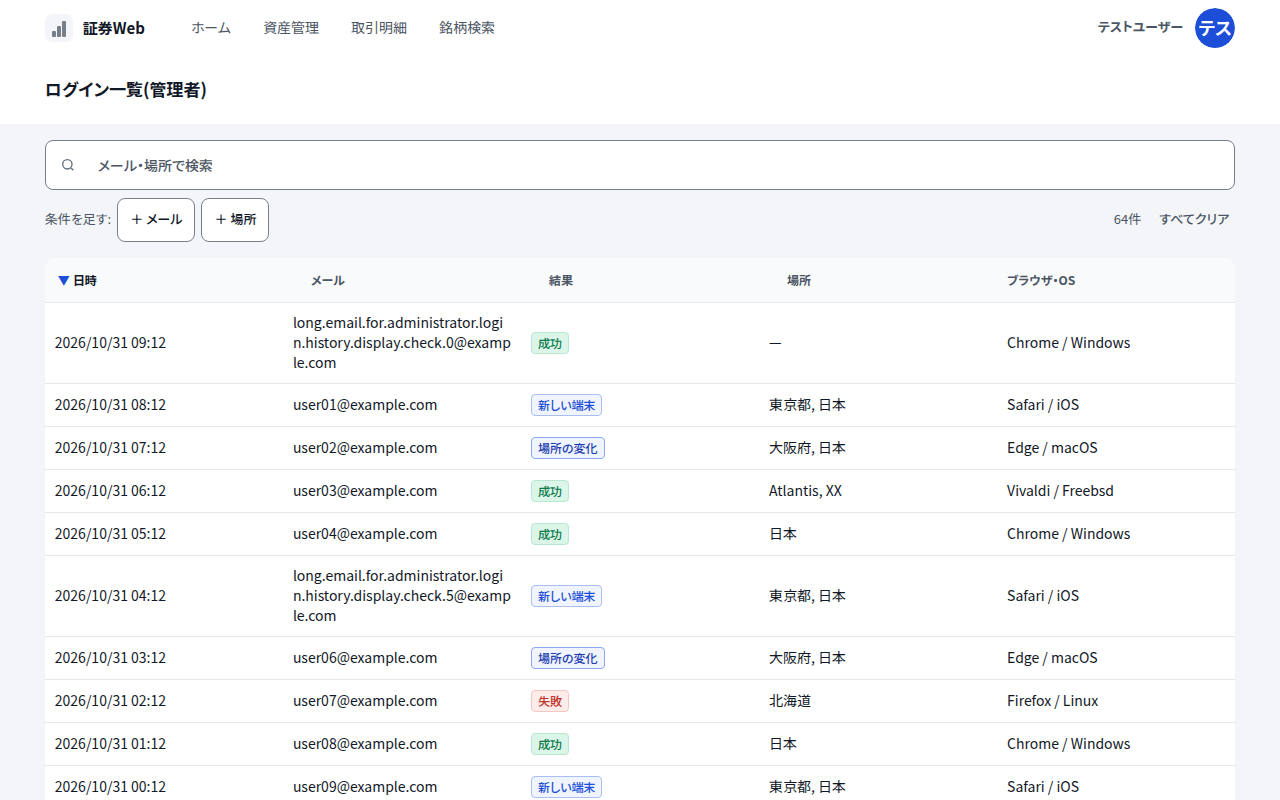 証券Web ホーム 資産管理 取引明細 銘柄検索 テストユーザー テス
ログイン一覧(管理者)
メール・場所で検索
条件を足す: ＋ メール ＋ 場所 64件 すべてクリア
▼ 日時 メール 結果 場所 ブラウザ・OS
2026/10/31 09:12 long.email.for.administrator.logi
n.history.display.check.0@examp
le.com 成功 — Chrome / Windows
2026/10/31 08:12 user01@example.com 新しい端末 東京都, 日本 Safari / iOS
2026/10/31 07:12 user02@example.com 場所の変化 大阪府, 日本 Edge / macOS
2026/10/31 06:12 user03@example.com 成功 Atlantis, XX Vivaldi / Freebsd
2026/10/31 05:12 user04@example.com 成功 日本 Chrome / Windows
2026/10/31 04:12 long.email.for.administrator.logi
n.history.display.check.5@examp
le.com 新しい端末 東京都, 日本 Safari / iOS
2026/10/31 03:12 user06@example.com 場所の変化 大阪府, 日本 Edge / macOS
2026/10/31 02:12 user07@example.com 失敗 北海道 Firefox / Linux
2026/10/31 01:12 user08@example.com 成功 日本 Chrome / Windows
2026/10/31 00:12 user09@example.com 新しい端末 東京都, 日本 Safari / iOS